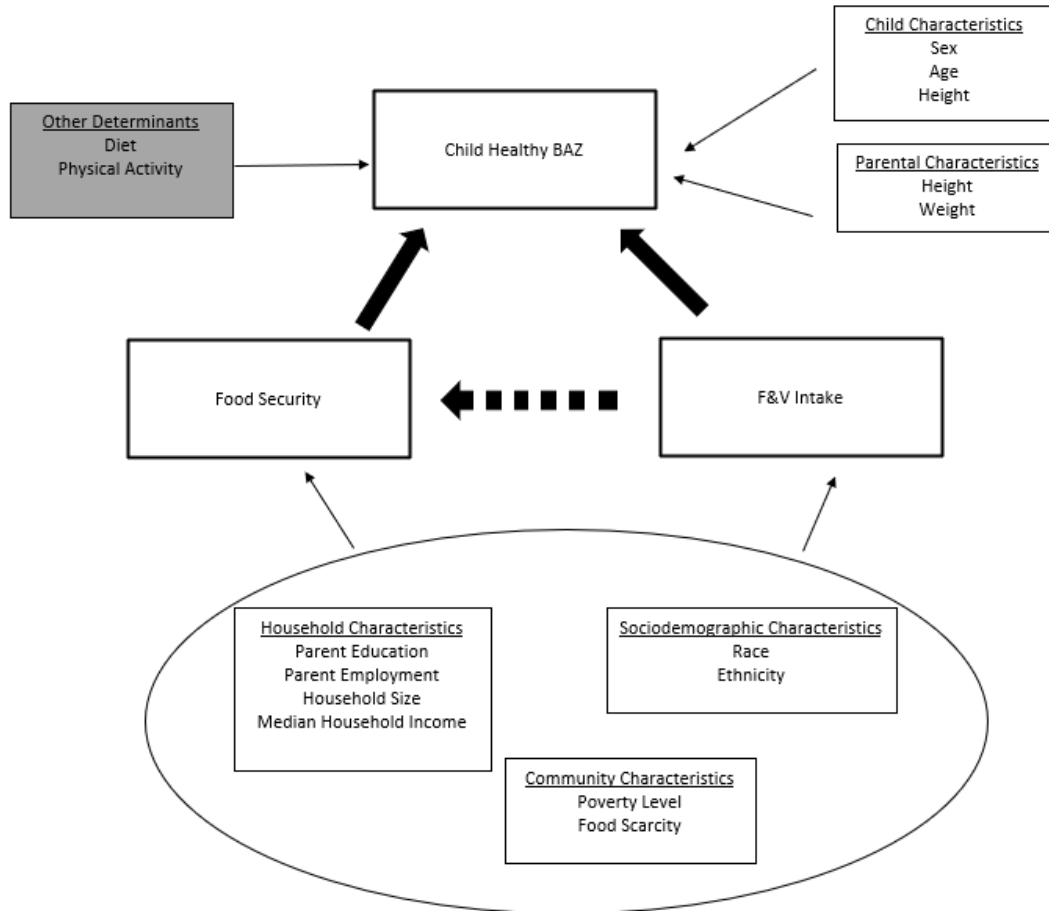 Child Characteristics
Sex
Age
Height
Other Determinants
Diet
Physical Activity
Child Healthy BAZ
Parental Characteristics
Height
Weight
Food Security
F&V Intake
Household Characteristics
Parent Education
Parent Employment
Household Size
Median Household Income
Sociodemographic Characteristics
Race
Ethnicity
Community Characteristics
Poverty Level
Food Scarcity